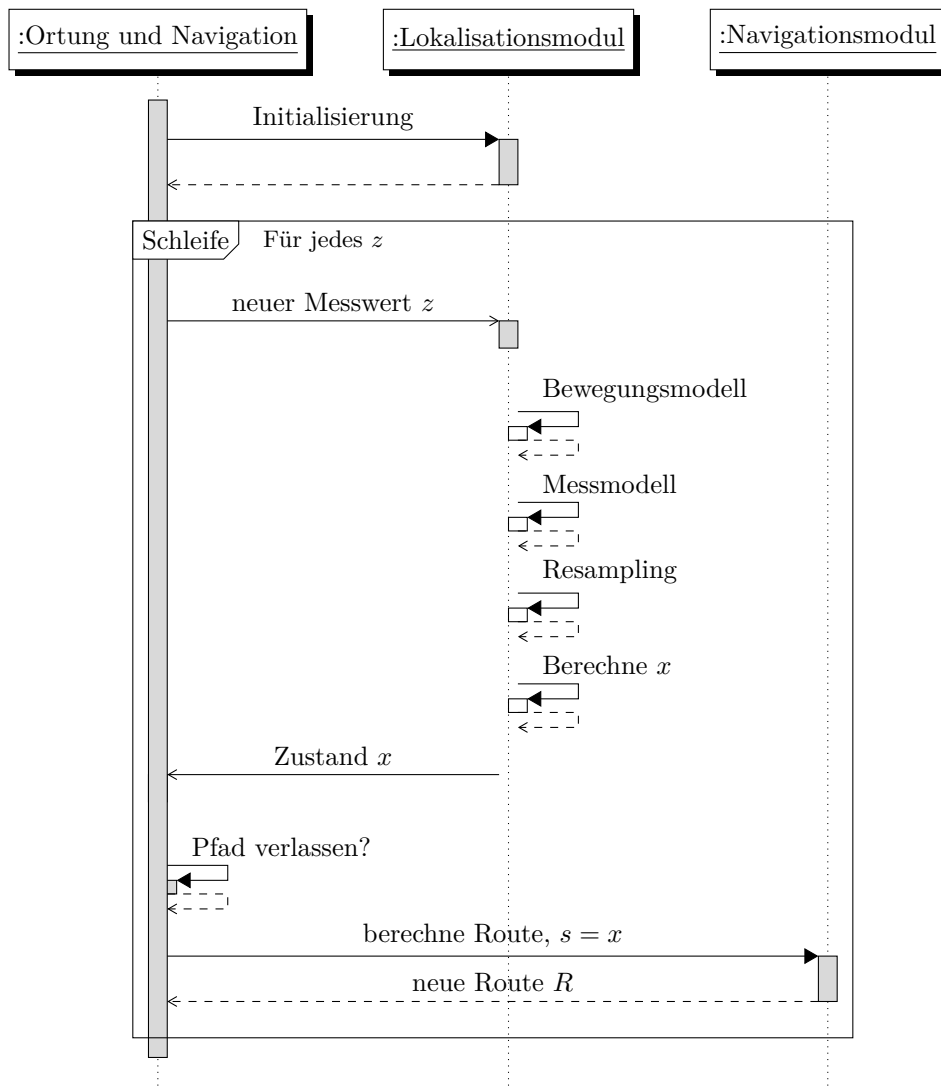 :Ortung und Navigation
:Lokalisationsmodul
:Navigationsmodul
Initialisierung
Schleife
Für jedes z
neuer Messwert z
Bewegungsmodell
Messmodell
Resampling
Berechne x
Zustand x
Pfad verlassen?
berechne Route, s = x
neue Route R